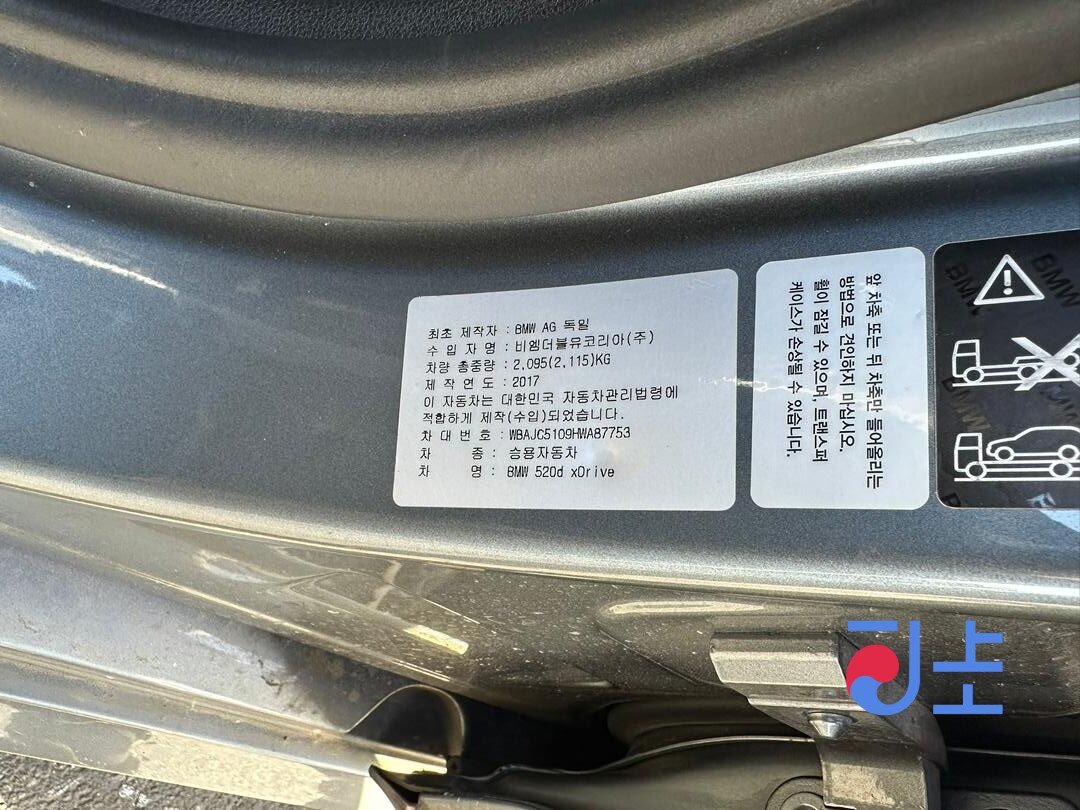 최초 제작자 : BMW AG 독일
수 입 자 명 : 비엠더블유코리아(주)
차량 총중량 : 2,095(2,115)KG
제 작 연 도 : 2017
이 자동차는 대한민국 자동차관리법령에
적합하게 제작(수입)되었습니다.
차 대 번 호 : WBAJC5109HWA87753
차 종 : 승용자동차
차 명 : BMW 520d xDrive
앞 차축 또는 뒤 차축만 들어올리는
방법으로 견인하지 마십시오.
휠이 잠길 수 있으며, 트랜스퍼
케이스가 손상될 수 있습니다.
BMW
BMW
BMW